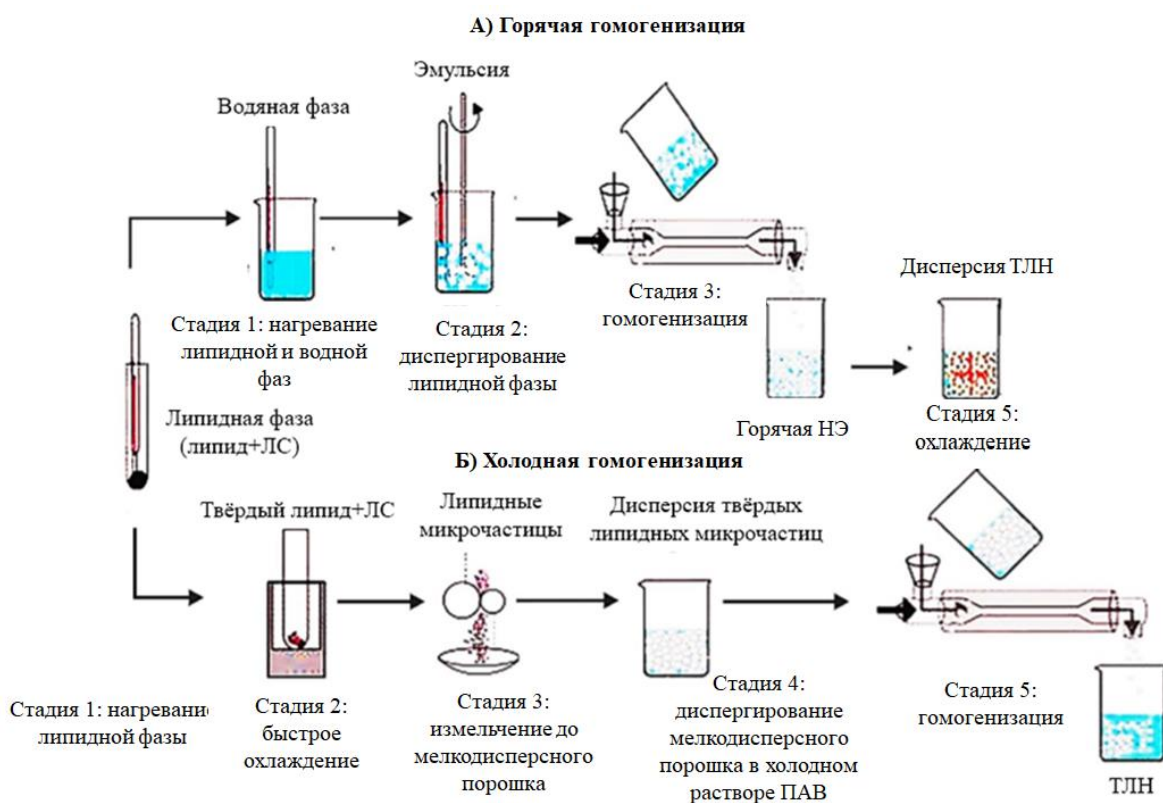 А) Горячая гомогенизация
Эмульсия
Водяная фаза
Стадия 1: нагревание
липидной и водной
фаз
Стадия 2:
диспергирование
липидной фазы
Стадия 3:
гомогенизация
Дисперсия ТЛН
Горячая НЭ
Стадия 5:
охлаждение
Липидная фаза
(липид+ЛС)
Б) Холодная гомогенизация
Твёрдый липид+ЛС
Липидные
микрочастицы
Дисперсия твёрдых
липидных микрочастиц
Стадия 1: нагревание
липидной фазы
Стадия 2:
быстрое
охлаждение
Стадия 3:
измельчение до
мелкодисперсного
порошка
Стадия 4:
диспергирование
мелкодисперсного
порошка в холодном
растворе ПАВ
Стадия 5:
гомогенизация
ТЛН